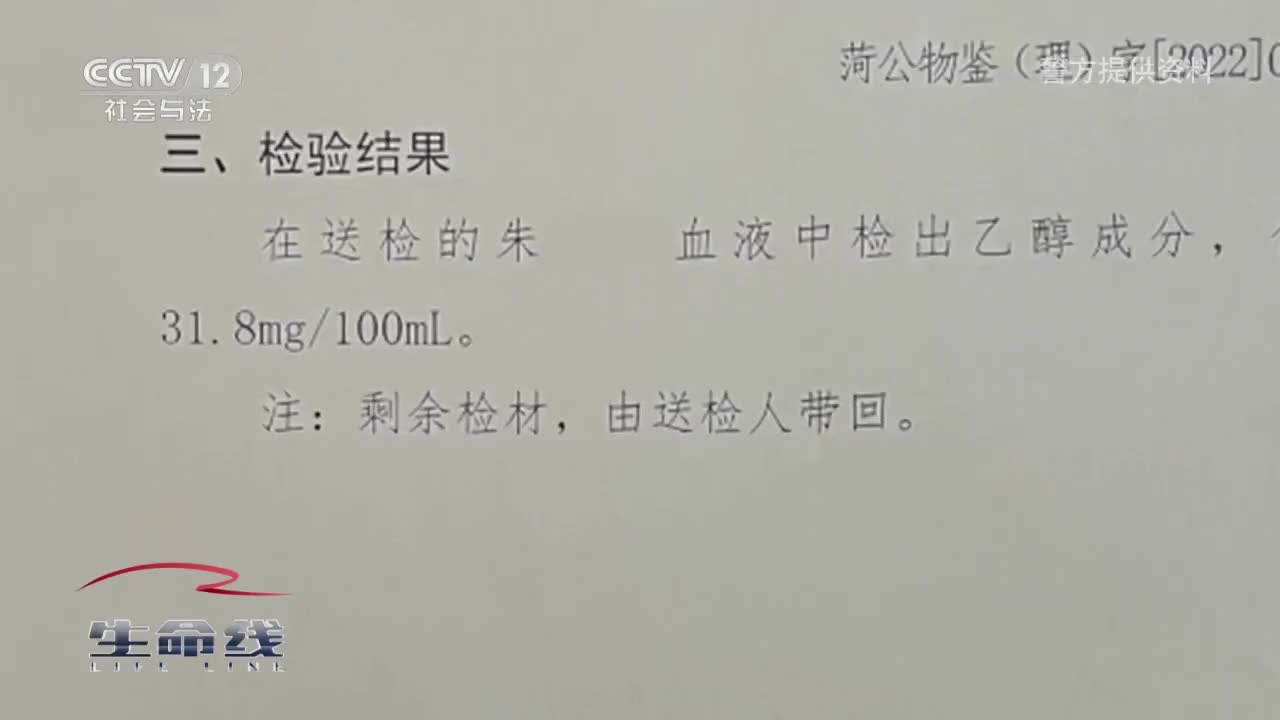 CCTV 12
社会与法
菏公物鉴（理）字[2022]
警方提供资料
三、检验结果
在送检的朱 血液中检出乙醇成分，
31.8mg/100mL。
注：剩余检材，由送检人带回。
生命线
LIFE LINE